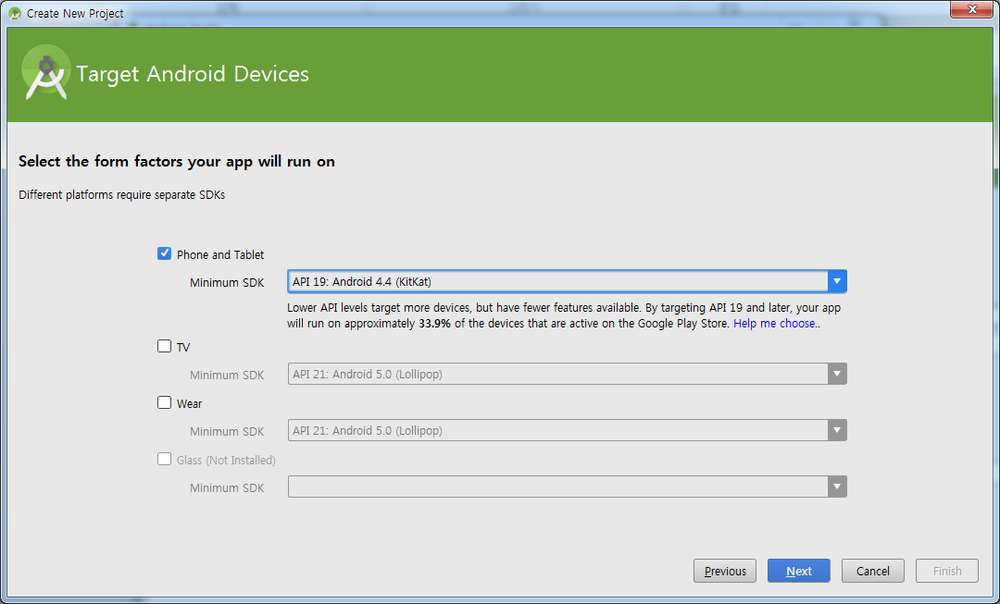 Create New Project
Target Android Devices
Select the form factors your app will run on
Different platforms require separate SDKs
Phone and Tablet
Minimum SDK
API 19: Android 4.4 (KitKat)
Lower API levels target more devices, but have fewer features available. By targeting API 19 and later, your app
will run on approximately 33.9% of the devices that are active on the Google Play Store. Help me choose..
TV
Minimum SDK
API 21: Android 5.0 (Lollipop)
Wear
Minimum SDK
API 21: Android 5.0 (Lollipop)
Glass (Not Installed)
Minimum SDK
Previous
Next
Cancel
Finish